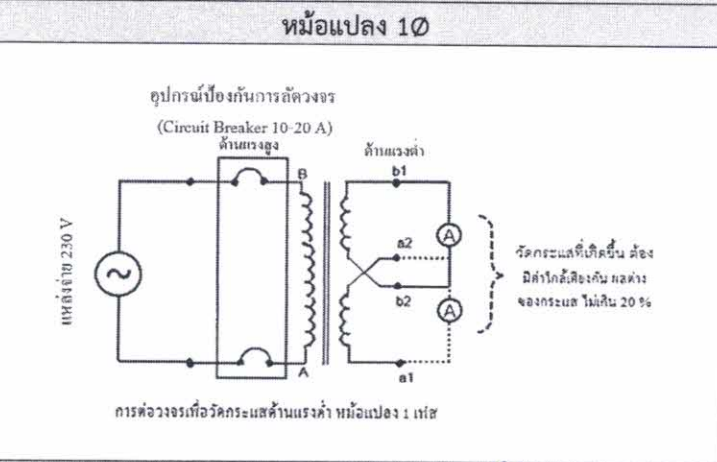 หม้อแปลง 1Ø
อุปกรณ์ป้องกันการลัดวงจร
(Circuit Breaker 10-20 A)
ด้านแรงสูง
ด้านแรงต่ำ
B
b1
A
a2
b2
A
A
a1
แหล่งจ่าย 230 V
วัดกระแสที่เกิดขึ้น ต้อง
มีค่าใกล้เคียงกัน ผลต่าง
ของกระแส ไม่เกิน 20 %
การต่อวงจรเพื่อวัดกระแสด้านแรงต่ำ หม้อแปลง 1 เฟส